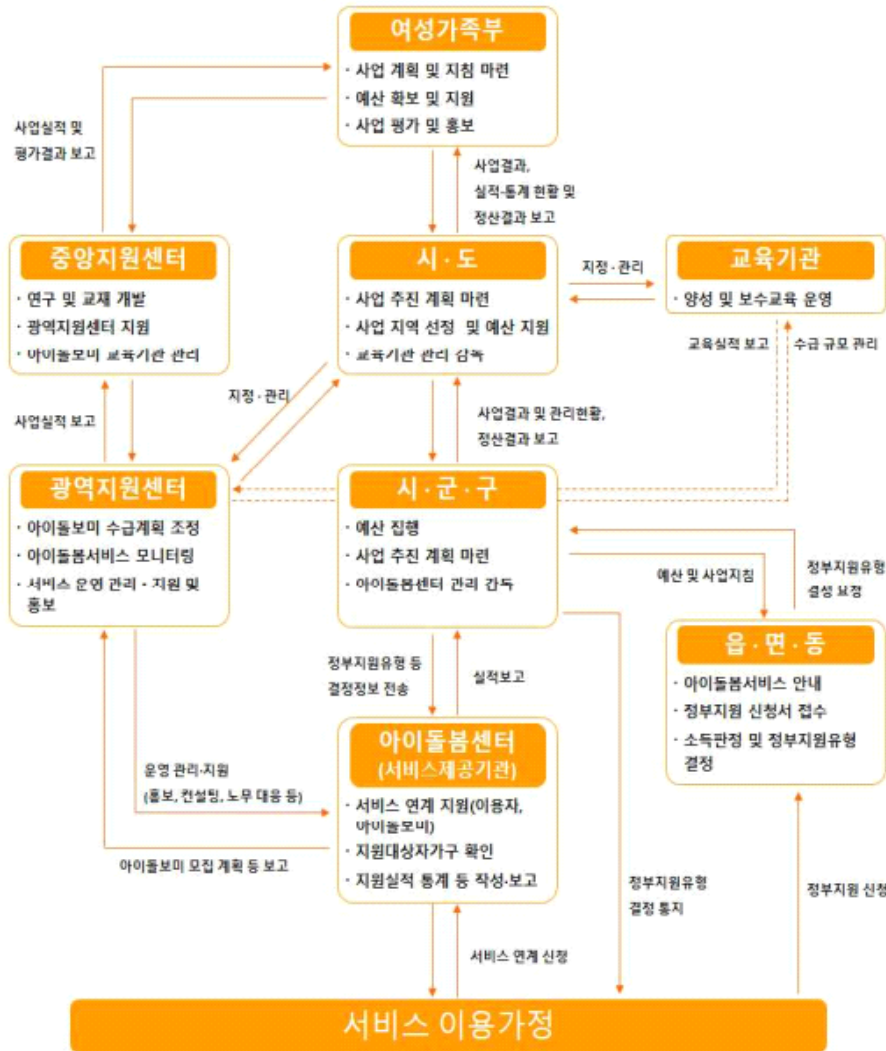 여성가족부
· 사업 계획 및 지침 마련
· 예산 확보 및 지원
· 사업 평가 및 홍보
사업실적 및
평가결과 보고
사업결과,
실적·통계 현황 및
정산결과 보고
중앙지원센터
· 연구 및 교재 개발
· 광역지원센터 지원
· 아이돌보미 교육기관 관리
시 · 도
· 사업 추진 계획 마련
· 사업 지역 선정 및 예산 지원
· 교육기관 관리 감독
지정 · 관리
교육기관
· 양성 및 보수교육 운영
교육실적 보고
수급 규모 관리
사업실적 보고
지정 · 관리
사업결과 및 관리현황,
정산결과 보고
광역지원센터
· 아이돌보미 수급계획 조정
· 아이돌봄서비스 모니터링
· 서비스 운영 관리 · 지원 및
홍보
시 · 군 · 구
· 예산 집행
· 사업 추진 계획 마련
· 아이돌봄센터 관리 감독
예산 및 사업지침
정부지원유형
결정 요청
읍 · 면 · 동
· 아이돌봄서비스 안내
· 정부지원 신청서 접수
· 소득판정 및 정부지원유형
결정
정부지원유형 등
결정정보 전송
실적보고
아이돌봄센터
(서비스제공기관)
· 서비스 연계 지원(이용자,
아이돌보미)
· 지원대상자가구 확인
· 지원실적 통계 등 작성·보고
운영 관리·지원
(홍보, 컨설팅, 노무 대응 등)
아이돌보미 모집 계획 등 보고
정부지원유형
결정 통지
정부지원 신청
서비스 연계 신청
서비스 이용가정